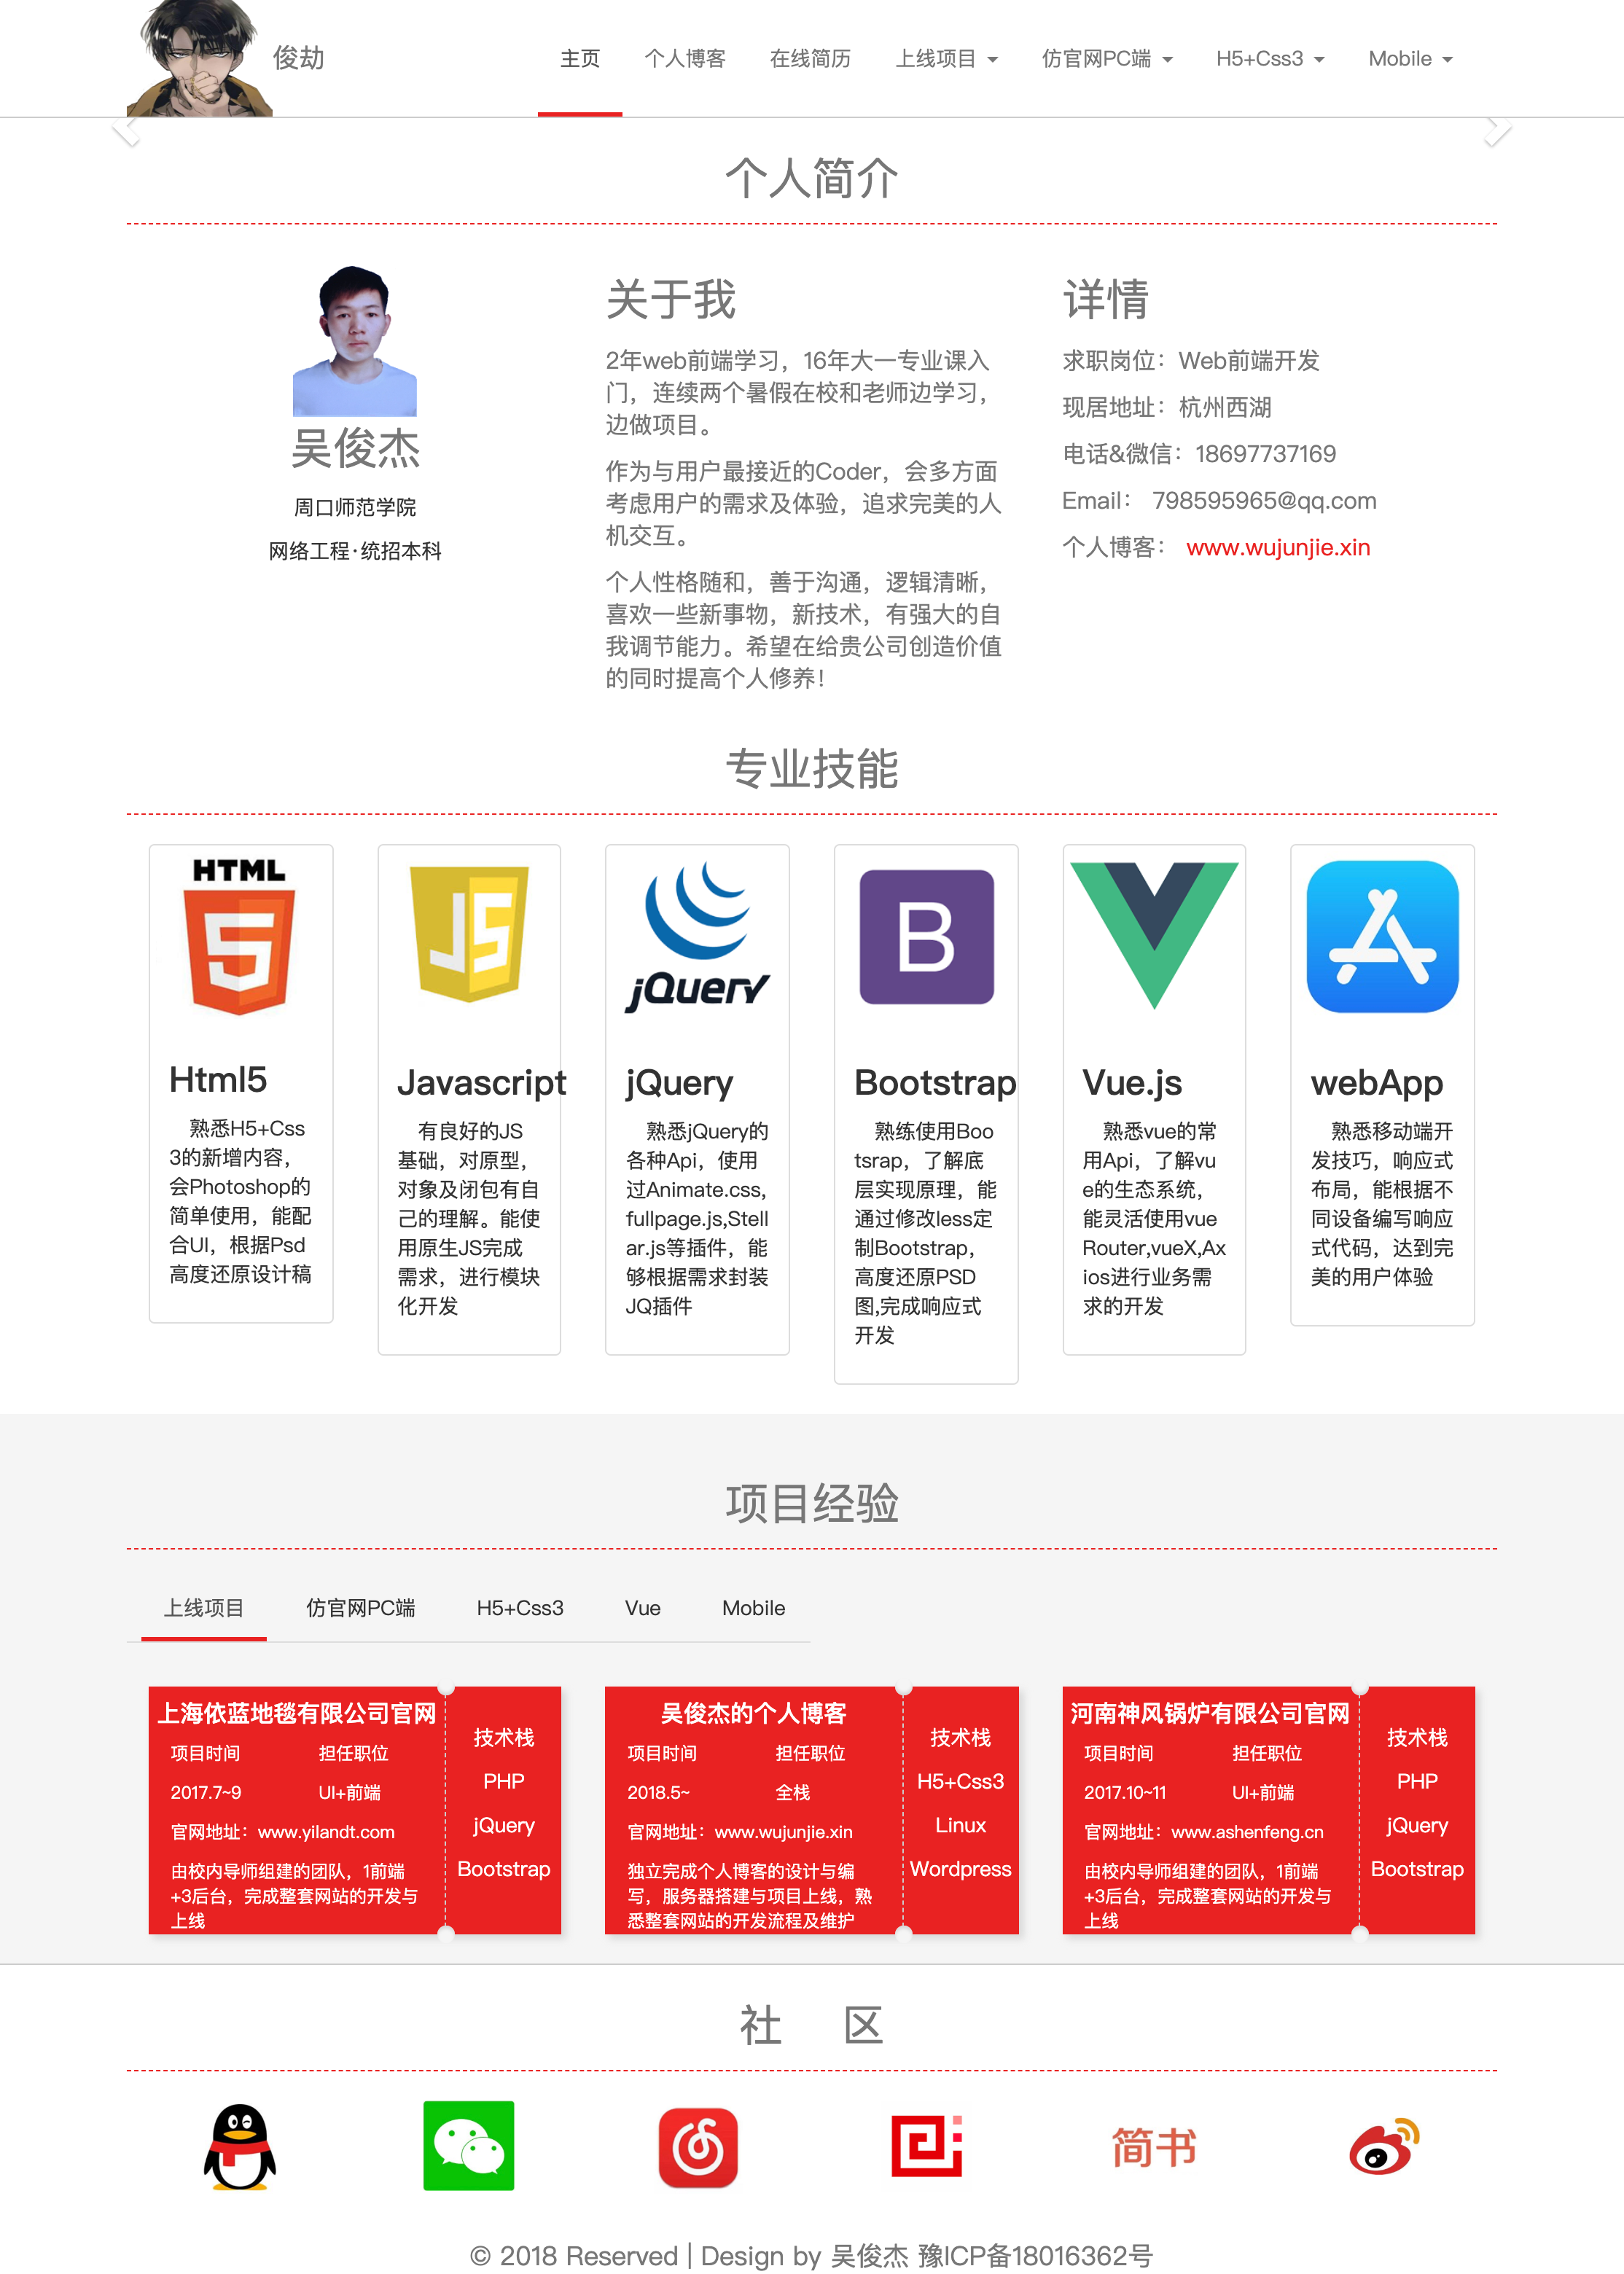 俊劫
主页 个人博客 在线简历 上线项目 仿官网PC端 H5+Css3 Mobile
个人简介
吴俊杰
周口师范学院
网络工程·统招本科
关于我
2年web前端学习，16年大一专业课入
门，连续两个暑假在校和老师边学习，
边做项目。
作为与用户最接近的Coder，会多方面
考虑用户的需求及体验，追求完美的人
机交互。
个人性格随和，善于沟通，逻辑清晰，
喜欢一些新事物，新技术，有强大的自
我调节能力。希望在给贵公司创造价值
的同时提高个人修养！
详情
求职岗位：Web前端开发
现居地址：杭州西湖
电话&微信：18697737169
Email： 798595965@qq.com
个人博客： www.wujunjie.xin
专业技能
HTML
5
Html5
熟悉H5+Css
3的新增内容，
会Photoshop的
简单使用，能配
合UI，根据Psd
高度还原设计稿
JS
Javascript
有良好的JS
基础，对原型，
对象及闭包有自
己的理解。能使
用原生JS完成
需求，进行模块
化开发
jQuery
jQuery
熟悉jQuery的
各种Api，使用
过Animate.css,
fullpage.js,Stell
ar.js等插件，能
够根据需求封装
JQ插件
B
Bootstrap
熟练使用Boo
tsrap，了解底
层实现原理，能
通过修改less定
制Bootstrap，
高度还原PSD
图,完成响应式
开发
Vue.js
熟悉vue的常
用Api，了解vu
e的生态系统，
能灵活使用vue
Router,vueX,Ax
ios进行业务需
求的开发
webApp
熟悉移动端开
发技巧，响应式
布局，能根据不
同设备编写响应
式代码，达到完
美的用户体验
项目经验
上线项目 仿官网PC端 H5+Css3 Vue Mobile
上海依蓝地毯有限公司官网
项目时间 担任职位
2017.7~9 UI+前端
官网地址：www.yilandt.com
由校内导师组建的团队，1前端
+3后台，完成整套网站的开发与
上线
技术栈
PHP
jQuery
Bootstrap
吴俊杰的个人博客
项目时间 担任职位
2018.5~ 全栈
官网地址：www.wujunjie.xin
独立完成个人博客的设计与编
写，服务器搭建与项目上线，熟
悉整套网站的开发流程及维护
技术栈
H5+Css3
Linux
Wordpress
河南神风锅炉有限公司官网
项目时间 担任职位
2017.10~11 UI+前端
官网地址：www.ashenfeng.cn
由校内导师组建的团队，1前端
+3后台，完成整套网站的开发与
上线
技术栈
PHP
jQuery
Bootstrap
社 区
简书
© 2018 Reserved | Design by 吴俊杰 豫ICP备18016362号